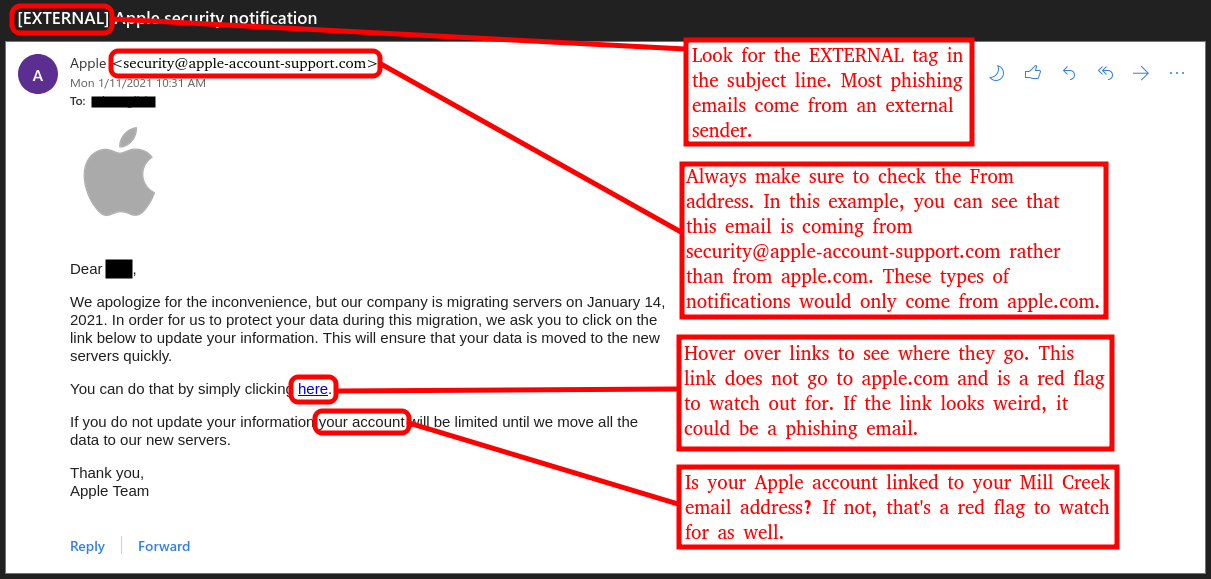 [EXTERNAL] Apple security notification
A
Apple <security@apple-account-support.com>
Mon 1/11/2021 10:31 AM
To:
Dear ,
We apologize for the inconvenience, but our company is migrating servers on January 14,
2021. In order for us to protect your data during this migration, we ask you to click on the
link below to update your information. This will ensure that your data is moved to the new
servers quickly.
You can do that by simply clicking here.
If you do not update your information your account will be limited until we move all the
data to our new servers.
Thank you,
Apple Team
Reply
Forward
Look for the EXTERNAL tag in
the subject line. Most phishing
emails come from an external
sender.
Always make sure to check the From
address. In this example, you can see that
this email is coming from
security@apple-account-support.com rather
than from apple.com. These types of
notifications would only come from apple.com.
Hover over links to see where they go. This
link does not go to apple.com and is a red flag
to watch out for. If the link looks weird, it
could be a phishing email.
Is your Apple account linked to your Mill Creek
email address? If not, that's a red flag to watch
for as well.